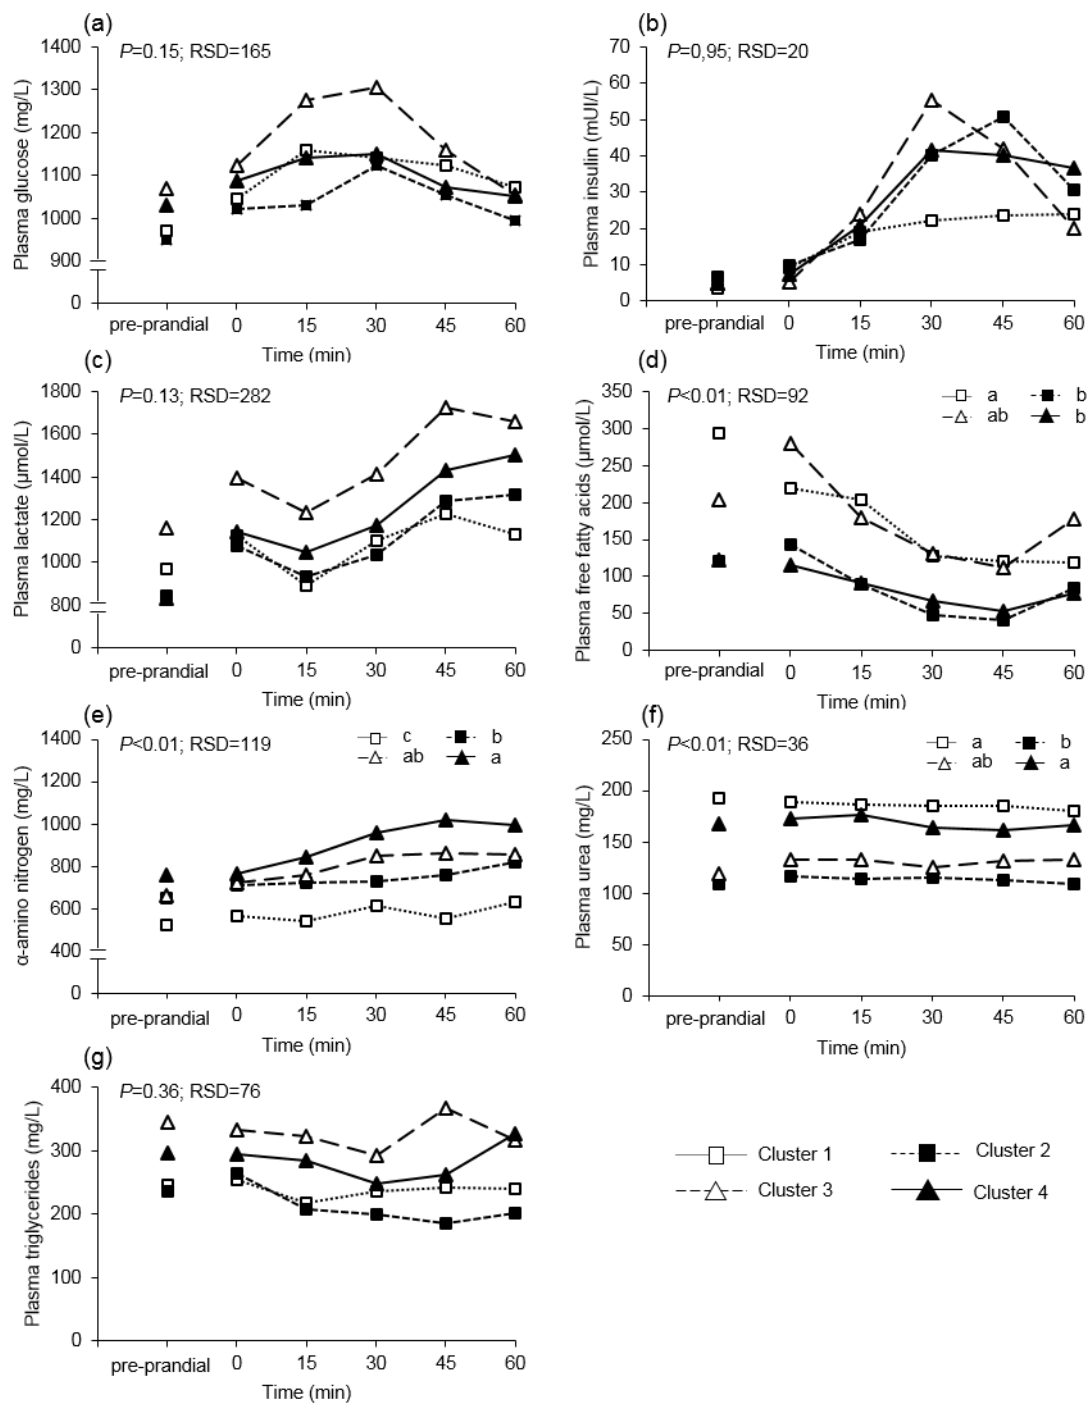 (a)
P=0.15; RSD=165
Plasma glucose (mg/L)
1400
1300
1200
1100
1000
900
0
pre-prandial 0 15 30 45 60
Time (min)
(b)
P=0,95; RSD=20
Plasma insulin (mUI/L)
70
60
50
40
30
20
10
0
pre-prandial 0 15 30 45 60
Time (min)
(c)
P=0.13; RSD=282
Plasma lactate (µmol/L)
1800
1600
1400
1200
1000
800
0
pre-prandial 0 15 30 45 60
Time (min)
(d)
P<0.01; RSD=92
a b
ab b
Plasma free fatty acids (µmol/L)
350
300
250
200
150
100
50
0
pre-prandial 0 15 30 45 60
Time (min)
(e)
P<0.01; RSD=119
c b
ab a
α-amino nitrogen (mg/L)
1400
1200
1000
800
600
400
0
pre-prandial 0 15 30 45 60
Time (min)
(f)
P<0.01; RSD=36
a b
ab a
Plasma urea (mg/L)
250
200
150
100
50
0
pre-prandial 0 15 30 45 60
Time (min)
(g)
P=0.36; RSD=76
Plasma triglycerides (mg/L)
400
300
200
100
0
pre-prandial 0 15 30 45 60
Time (min)
Cluster 1 Cluster 2
Cluster 3 Cluster 4